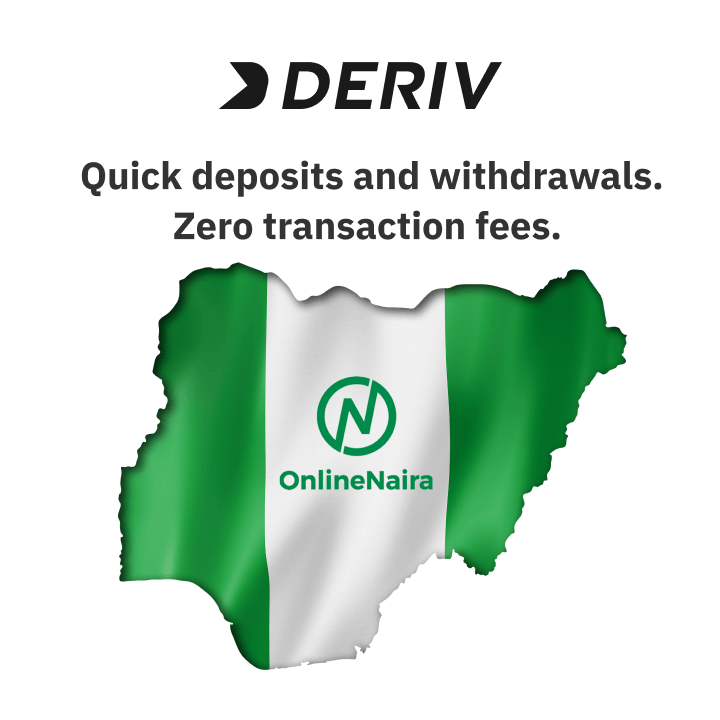 DERIV
Quick deposits and withdrawals.
Zero transaction fees.
OnlineNaira